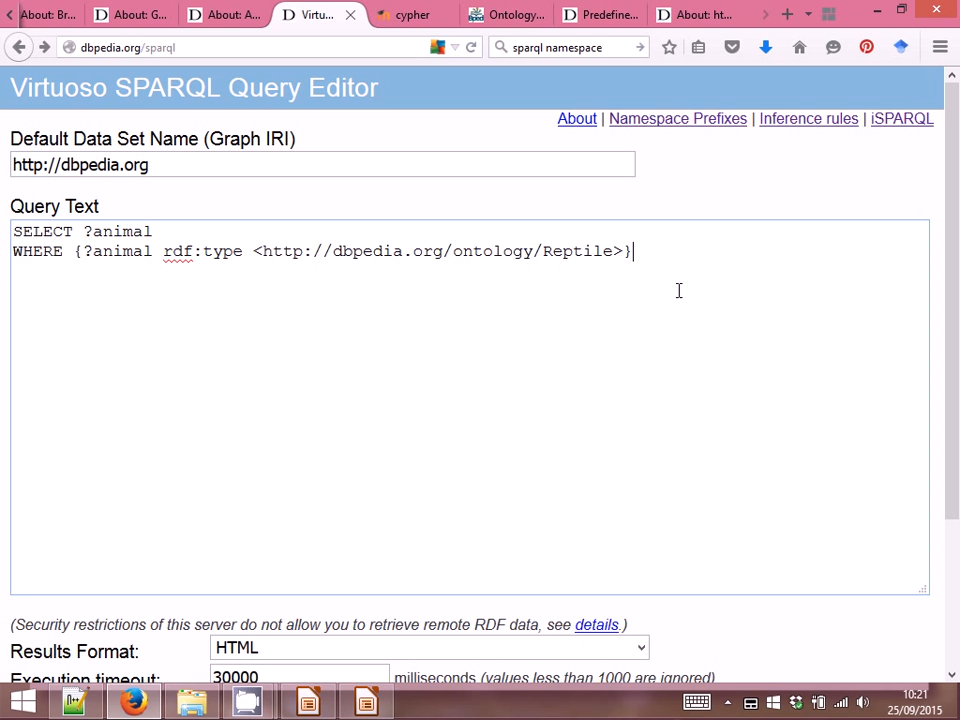 About: Br...
About: G...
About: A...
Virtu...
cypher
Ontology...
Predefine...
About: ht...
dbpedia.org/sparql
sparql namespace
Virtuoso SPARQL Query Editor
About | Namespace Prefixes | Inference rules | iSPARQL
Default Data Set Name (Graph IRI)
http://dbpedia.org
Query Text
SELECT ?animal
WHERE {?animal rdf:type <http://dbpedia.org/ontology/Reptile>}
(Security restrictions of this server do not allow you to retrieve remote RDF data, see details.)
Results Format: HTML
Execution timeout: 30000 milliseconds (values less than 1000 are ignored)
10:21
25/09/2015